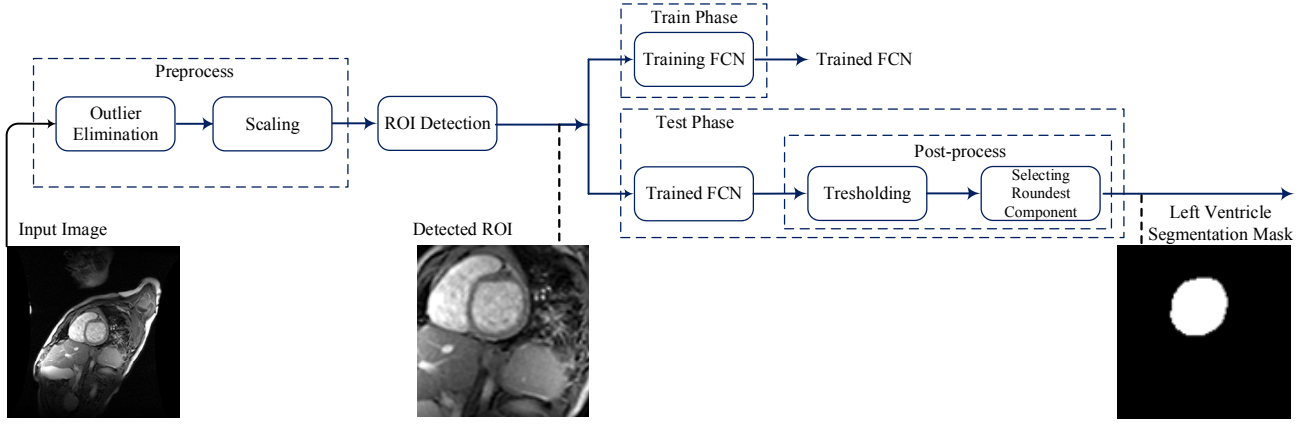 Train Phase
Training FCN
Trained FCN
Preprocess
Outlier
Elimination
Scaling
ROI Detection
Test Phase
Post-process
Trained FCN
Tresholding
Selecting
Roundest
Component
Input Image
Detected ROI
Left Ventricle
Segmentation Mask